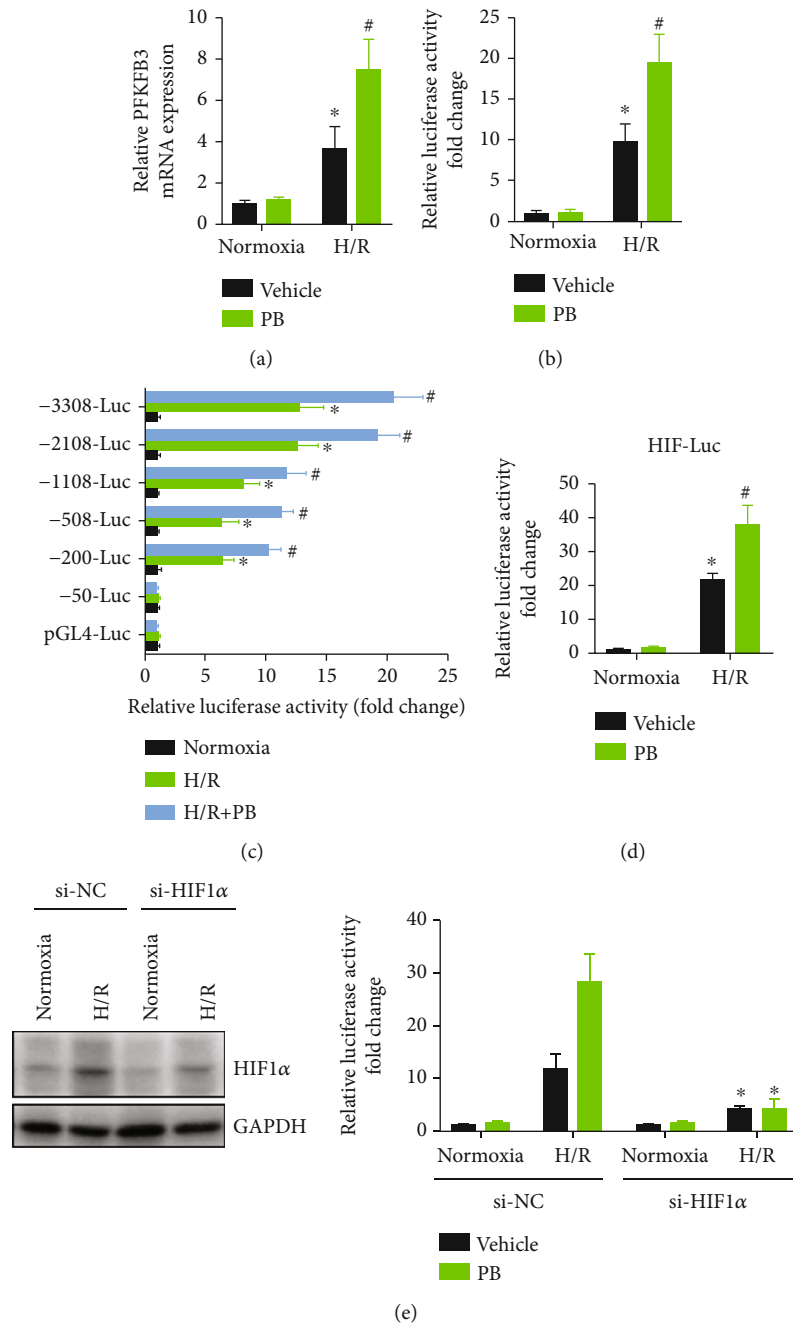 Relative PFKFB3
mRNA expression
10
8
6
4
2
0
*
#
Normoxia
H/R
Vehicle
PB
(a)
Relative luciferase activity
fold change
25
20
15
10
5
0
*
#
Normoxia
H/R
Vehicle
PB
(b)
−3308-Luc
#
*
−2108-Luc
#
*
−1108-Luc
#
*
−508-Luc
#
*
−200-Luc
#
*
−50-Luc
pGL4-Luc
0
5
10
15
20
25
Relative luciferase activity (fold change)
Normoxia
H/R
H/R+PB
(c)
HIF-Luc
Relative luciferase activity
fold change
50
40
30
20
10
0
*
#
Normoxia
H/R
Vehicle
PB
(d)
si-NC
si-HIF1α
Normoxia
H/R
Normoxia
H/R
HIF1α
GAPDH
Relative luciferase activity
fold change
40
30
20
10
0
*
*
Normoxia
H/R
Normoxia
H/R
si-NC
si-HIF1α
Vehicle
PB
(e)